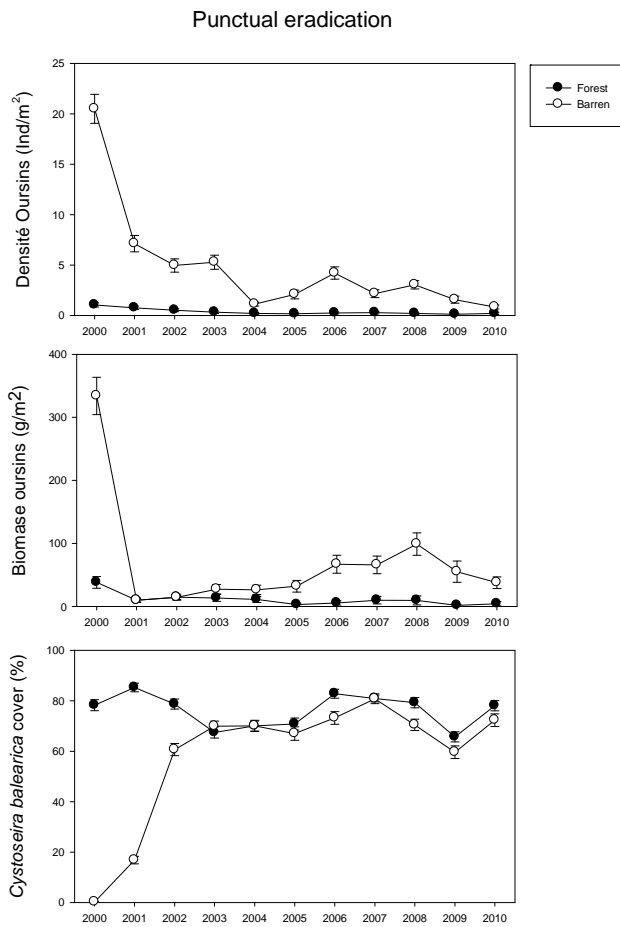 Punctual eradication
Forest
Barren
Densité Oursins (Ind/m²)
25
20
15
10
5
0
2000 2001 2002 2003 2004 2005 2006 2007 2008 2009 2010
Biomase oursins (g/m2)
400
300
200
100
0
2000 2001 2002 2003 2004 2005 2006 2007 2008 2009 2010
Cystoseira balearica cover (%)
100
80
60
40
20
0
2000 2001 2002 2003 2004 2005 2006 2007 2008 2009 2010